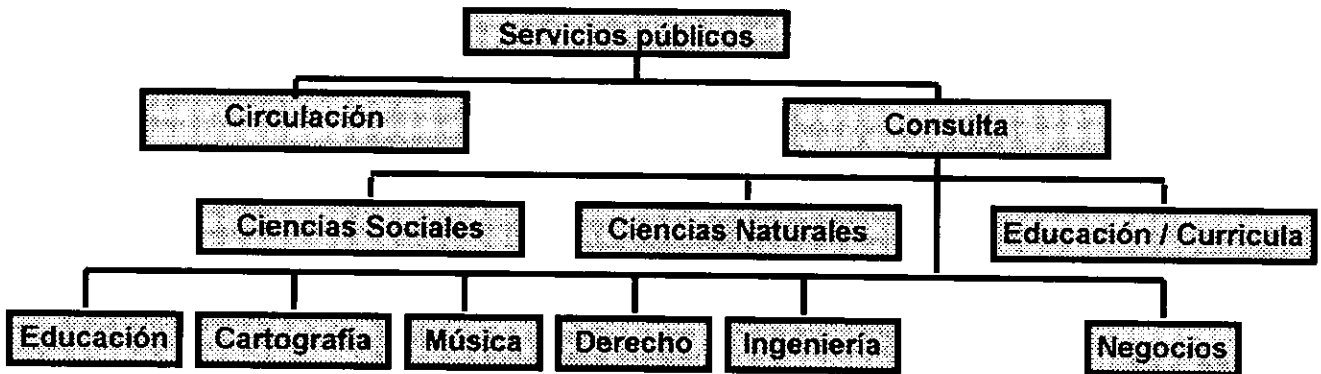 Servicios públicos
Circulación
Consulta
Ciencias Sociales
Ciencias Naturales
Educación / Curricula
Educación
Cartografía
Música
Derecho
Ingeniería
Negocios